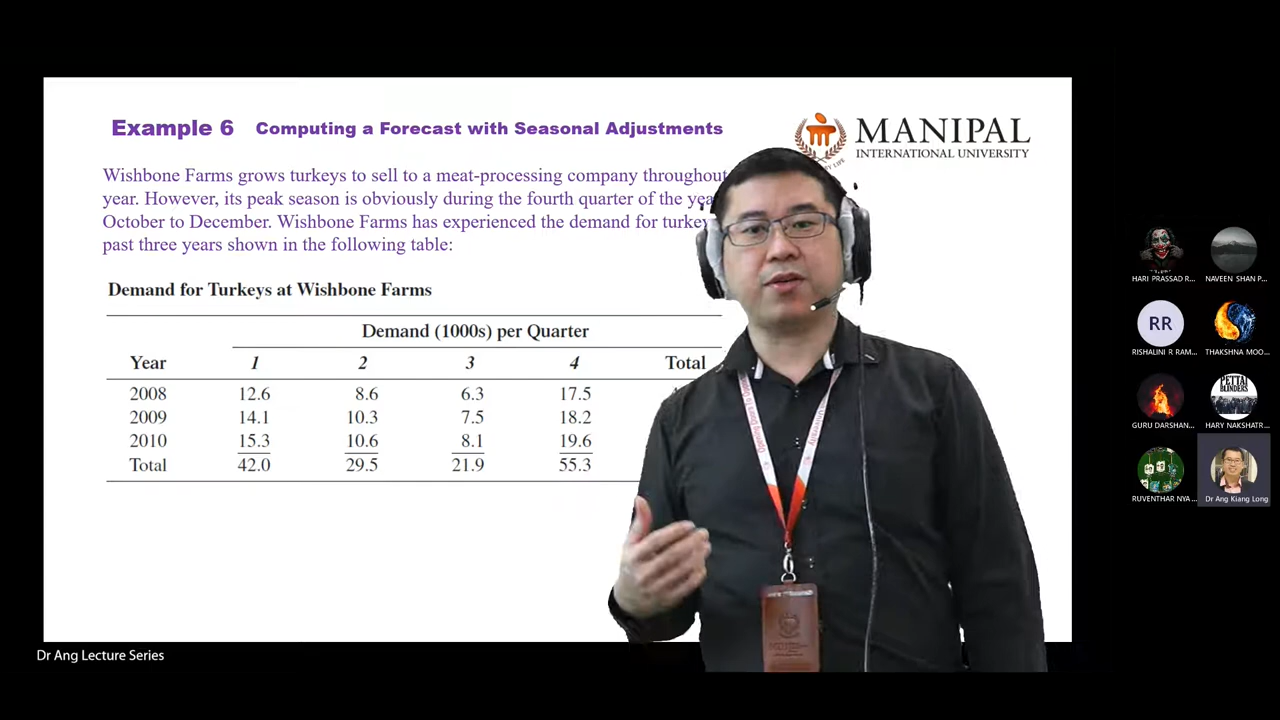 Example 6 Computing a Forecast with Seasonal Adjustments
MANIPAL
INTERNATIONAL UNIVERSITY
Wishbone Farms grows turkeys to sell to a meat-processing company throughout
year. However, its peak season is obviously during the fourth quarter of the
October to December. Wishbone Farms has experienced the demand for
past three years shown in the following table:
Demand for Turkeys at Wishbone Farms
Demand (1000s) per Quarter
Year 1 2 3 4 Total
2008 12.6 8.6 6.3 17.5
2009 14.1 10.3 7.5 18.2
2010 15.3 10.6 8.1 19.6
Total 42.0 29.5 21.9 55.3
Dr Ang Lecture Series
HARI PRASSAD R...
NAVEEN SHAN P...
RR
RISHALINI R RAM...
THAKSHNA MOO...
PETTAI
BLINDERS
GURU DARSHAN...
HARY NAKSHATR...
RUVENTHAR NYA...
Dr Ang Kiang Long